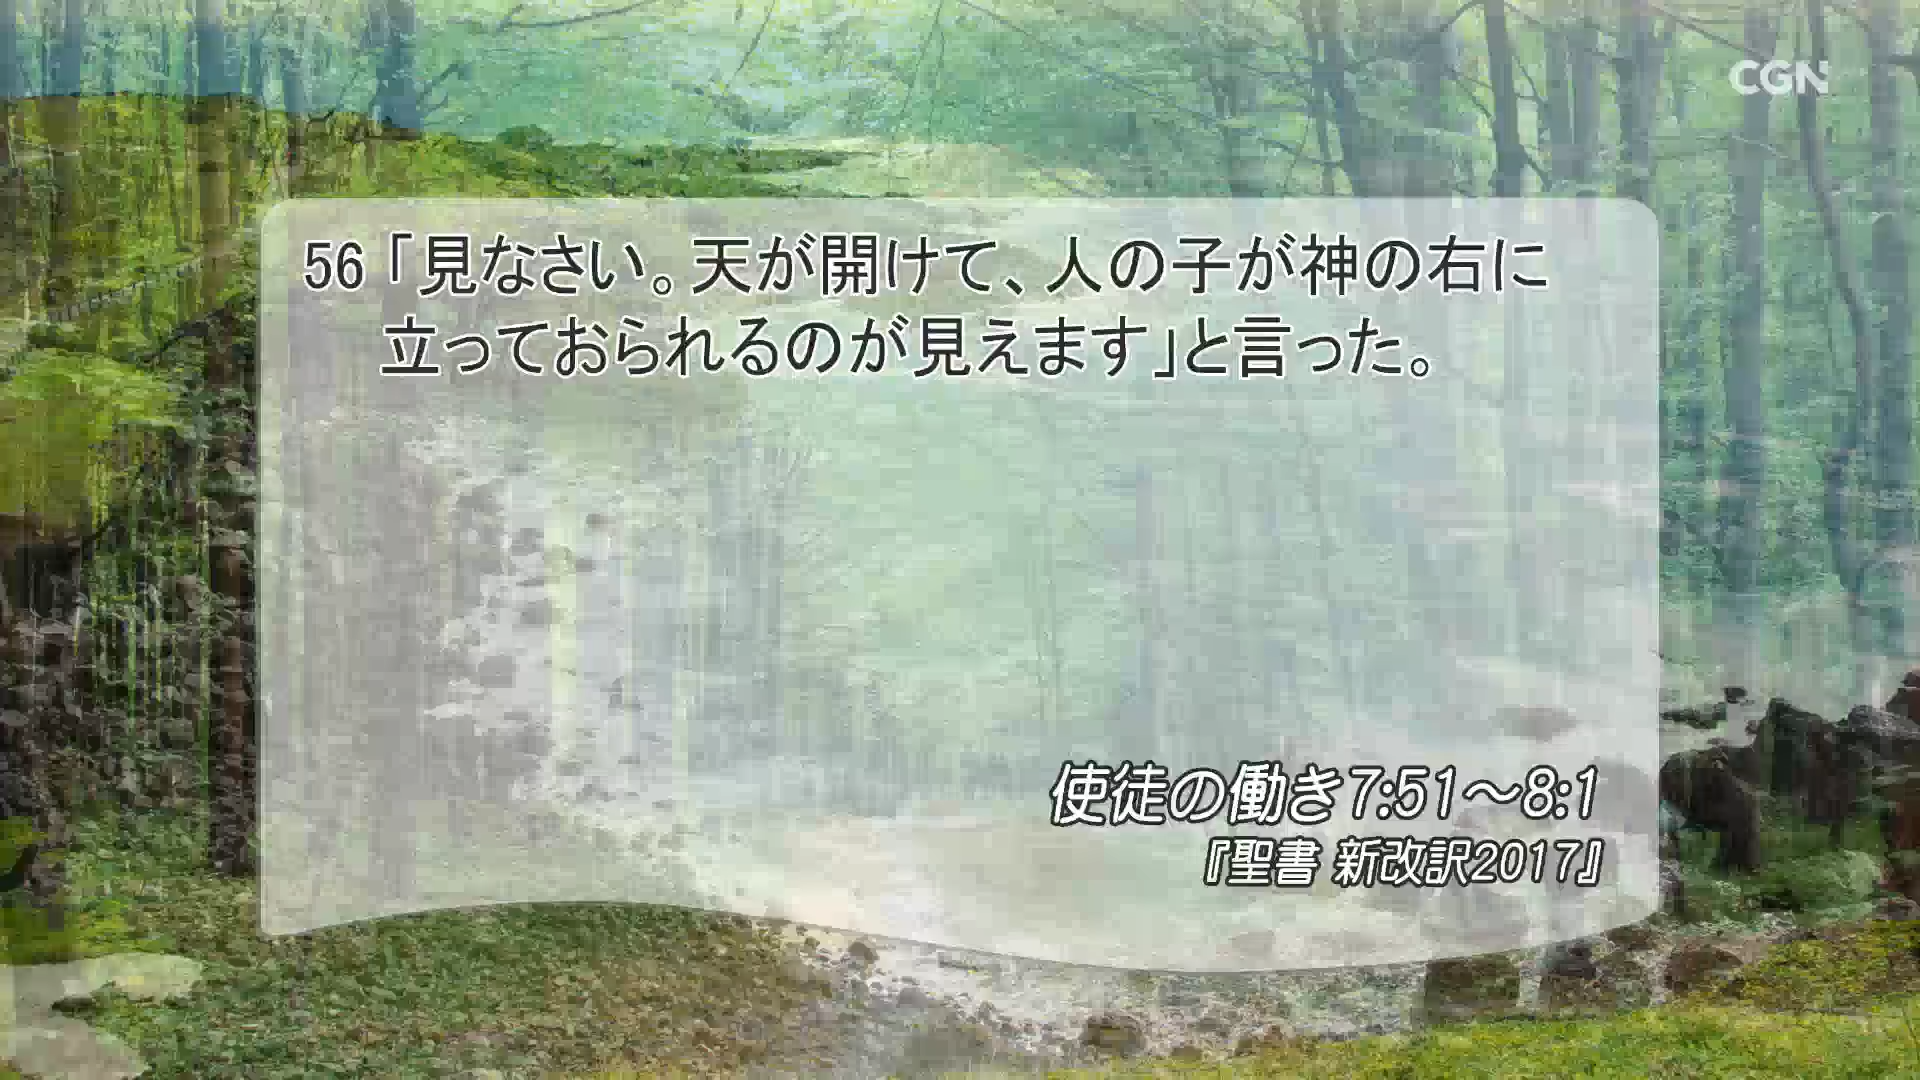 CGN
56 「見なさい。天が開けて、人の子が神の右に
立っておられるのが見えます」と言った。
使徒の働き7:51〜8:1
『聖書 新改訳2017』